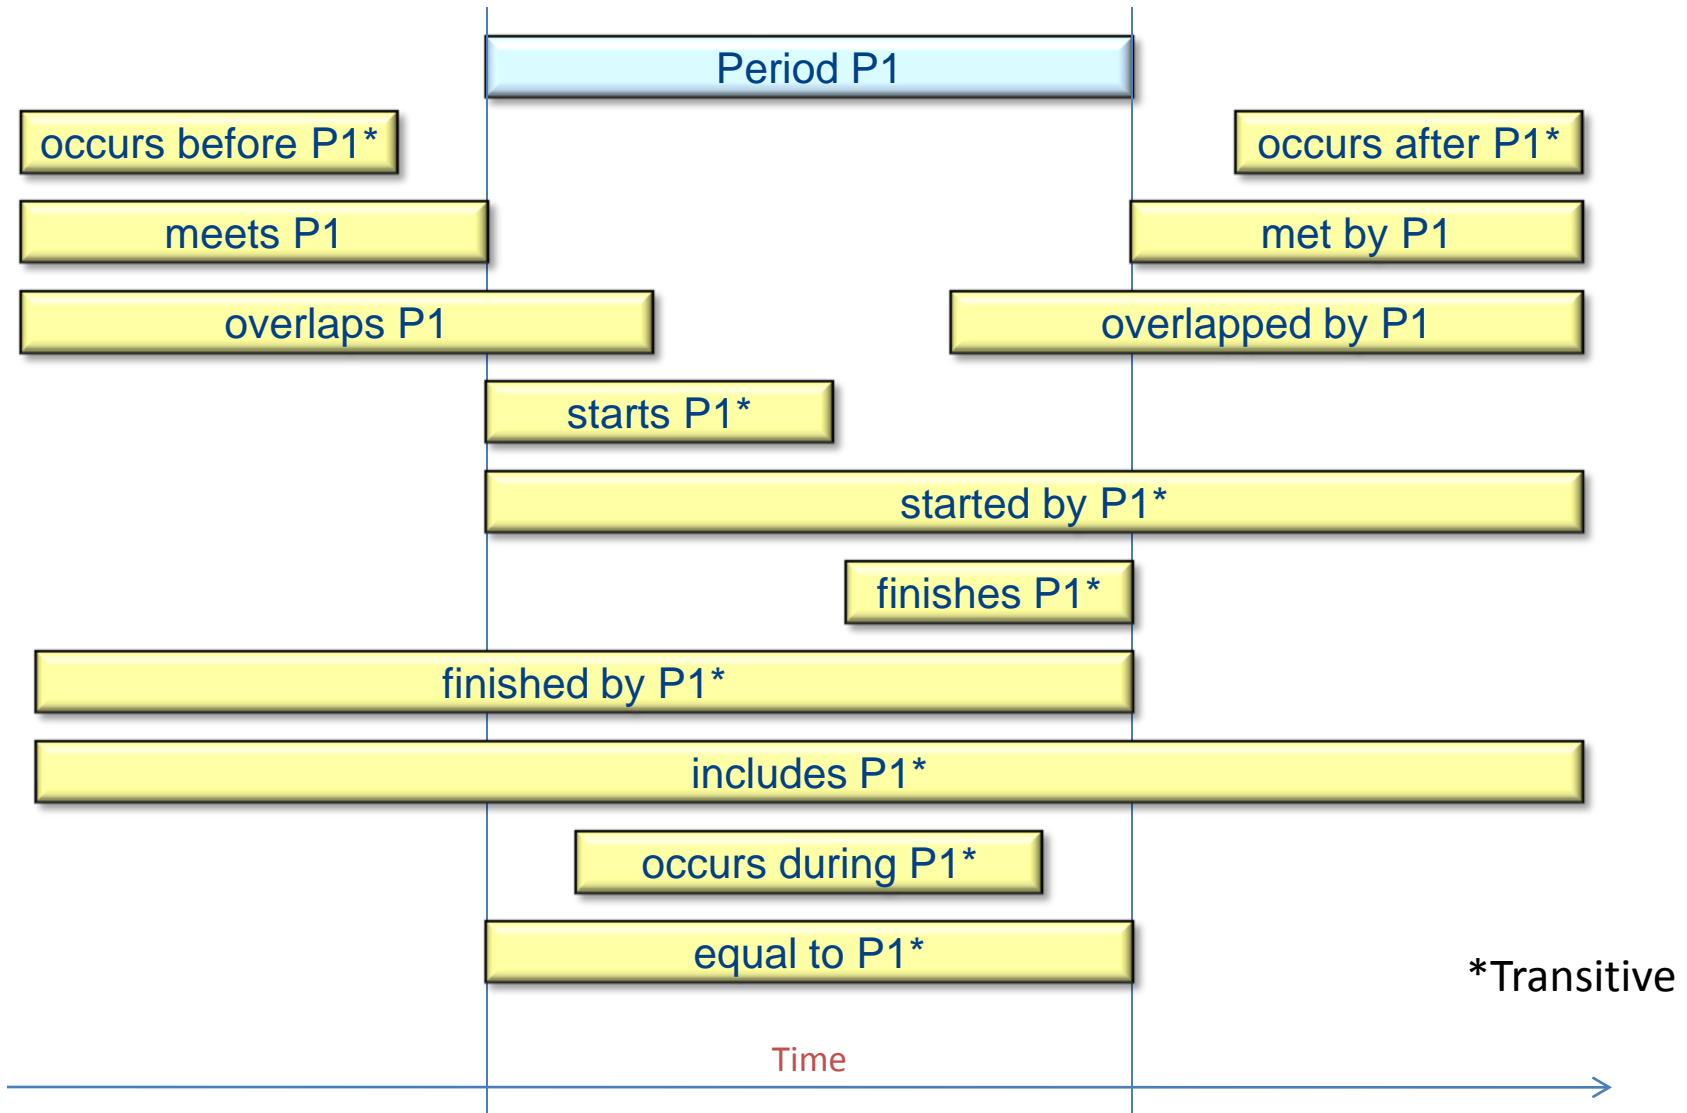 Period P1
occurs before P1*
occurs after P1*
meets P1
met by P1
overlaps P1
overlapped by P1
starts P1*
started by P1*
finishes P1*
finished by P1*
includes P1*
occurs during P1*
equal to P1*
*Transitive
Time